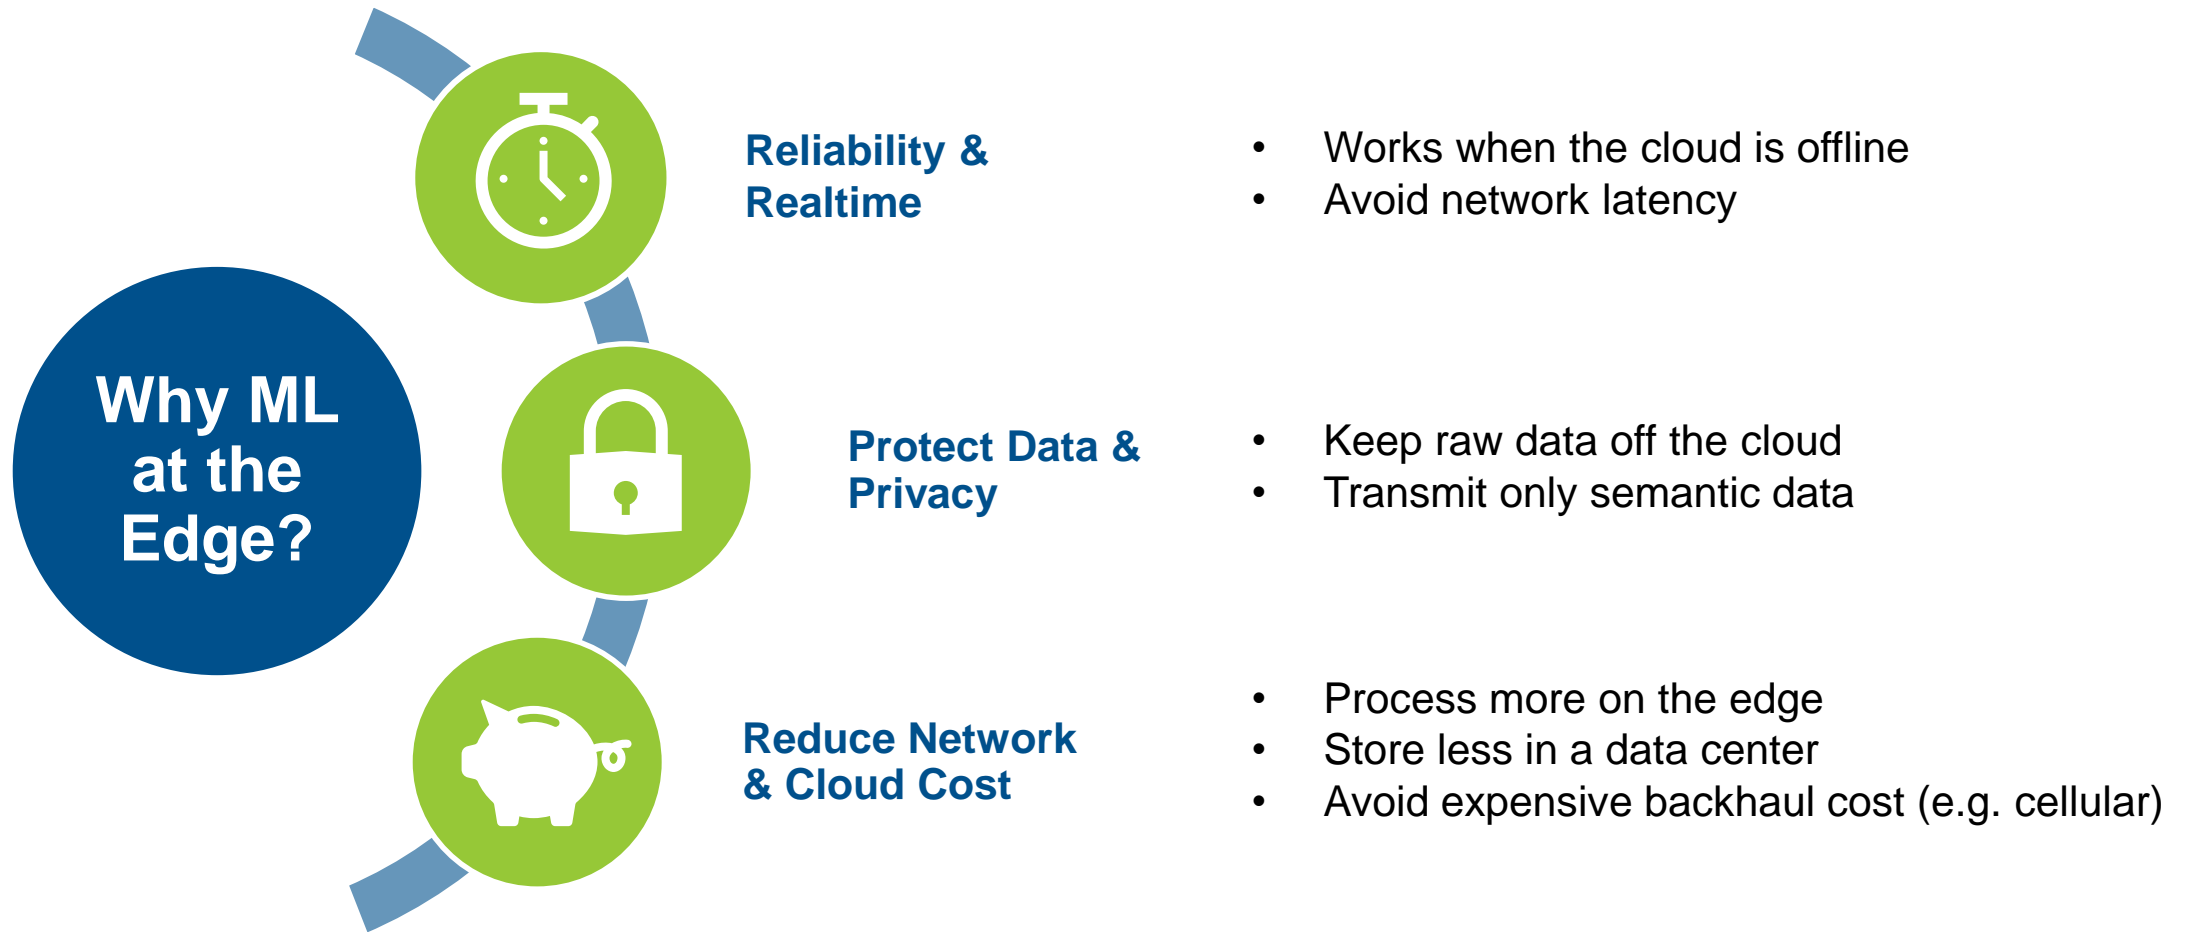 Why ML
at the
Edge?
Reliability &
Realtime
• Works when the cloud is offline
• Avoid network latency
Protect Data &
Privacy
• Keep raw data off the cloud
• Transmit only semantic data
Reduce Network
& Cloud Cost
• Process more on the edge
• Store less in a data center
• Avoid expensive backhaul cost (e.g. cellular)